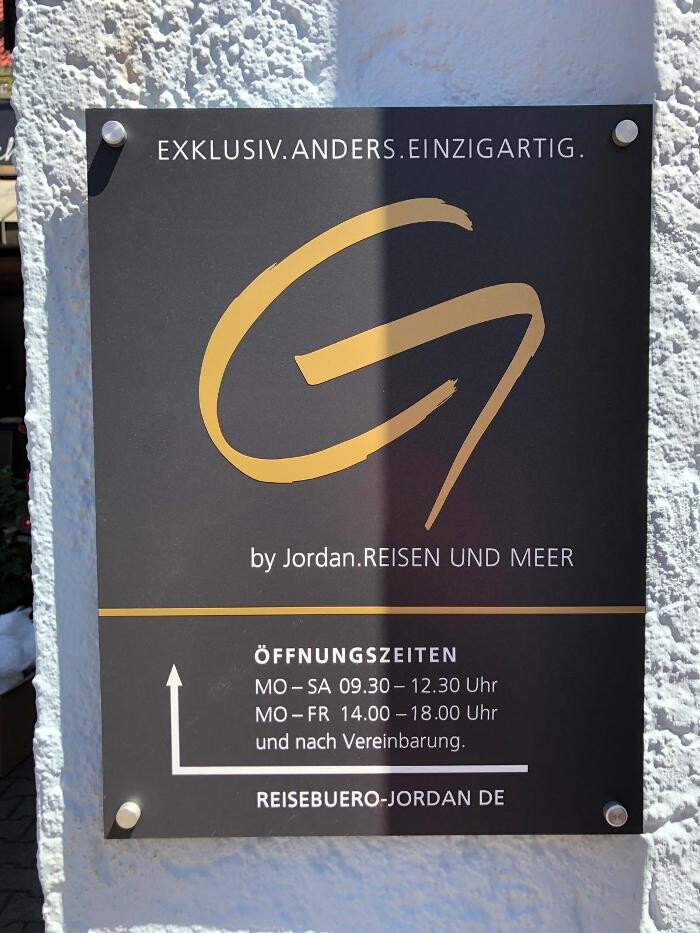 EXKLUSIV.ANDERS.EINZIGARTIG.
G
by Jordan.REISEN UND MEER
ÖFFNUNGSZEITEN
MO – SA 09.30 – 12.30 Uhr
MO – FR 14.00 – 18.00 Uhr
und nach Vereinbarung.
REISEBUERO-JORDAN DE